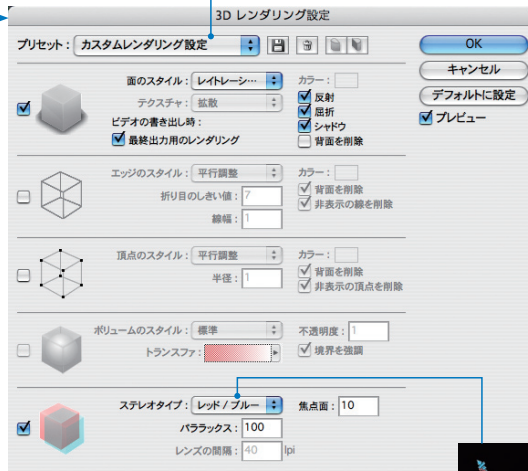 3D レンダリング設定
プリセット： カスタムレンダリング設定
OK
キャンセル
デフォルトに設定
プレビュー
面のスタイル： レイトレーシ…
カラー：
テクスチャ： 拡散
反射
屈折
ビデオの書き出し時：
シャドウ
最終出力用のレンダリング
背面を削除
エッジのスタイル： 平行調整
カラー：
折り目のしきい値： 7
背面を削除
非表示の線を削除
線幅： 1
頂点のスタイル： 平行調整
カラー：
半径： 1
背面を削除
非表示の頂点を削除
ボリュームのスタイル： 標準
不透明度： 1
トランスファ：
境界を強調
ステレオタイプ： レッド / ブルー
焦点面： 10
パララックス： 100
レンズの間隔： 40 lpi